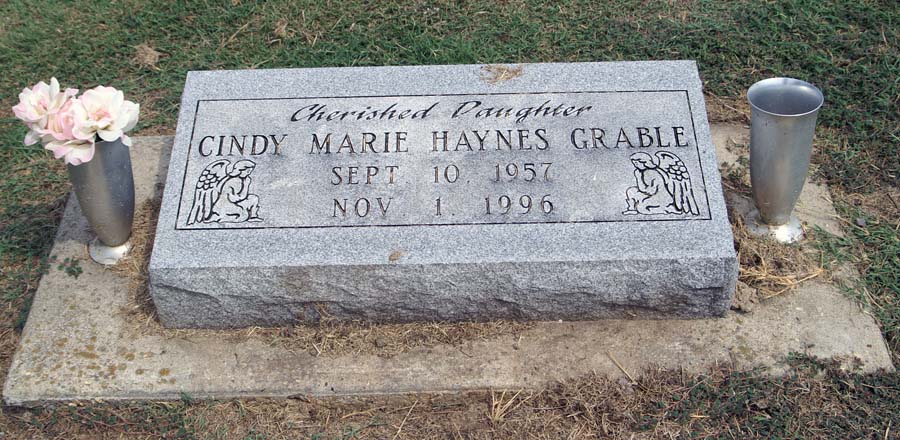 Cherished Daughter
CINDY MARIE HAYNES GRABLE
SEPT 10 1957
NOV 1 1996